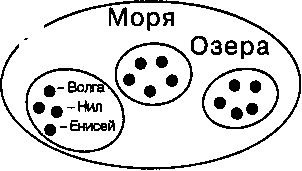 Моря
Озера
– Волга
– Нил
– Енисей